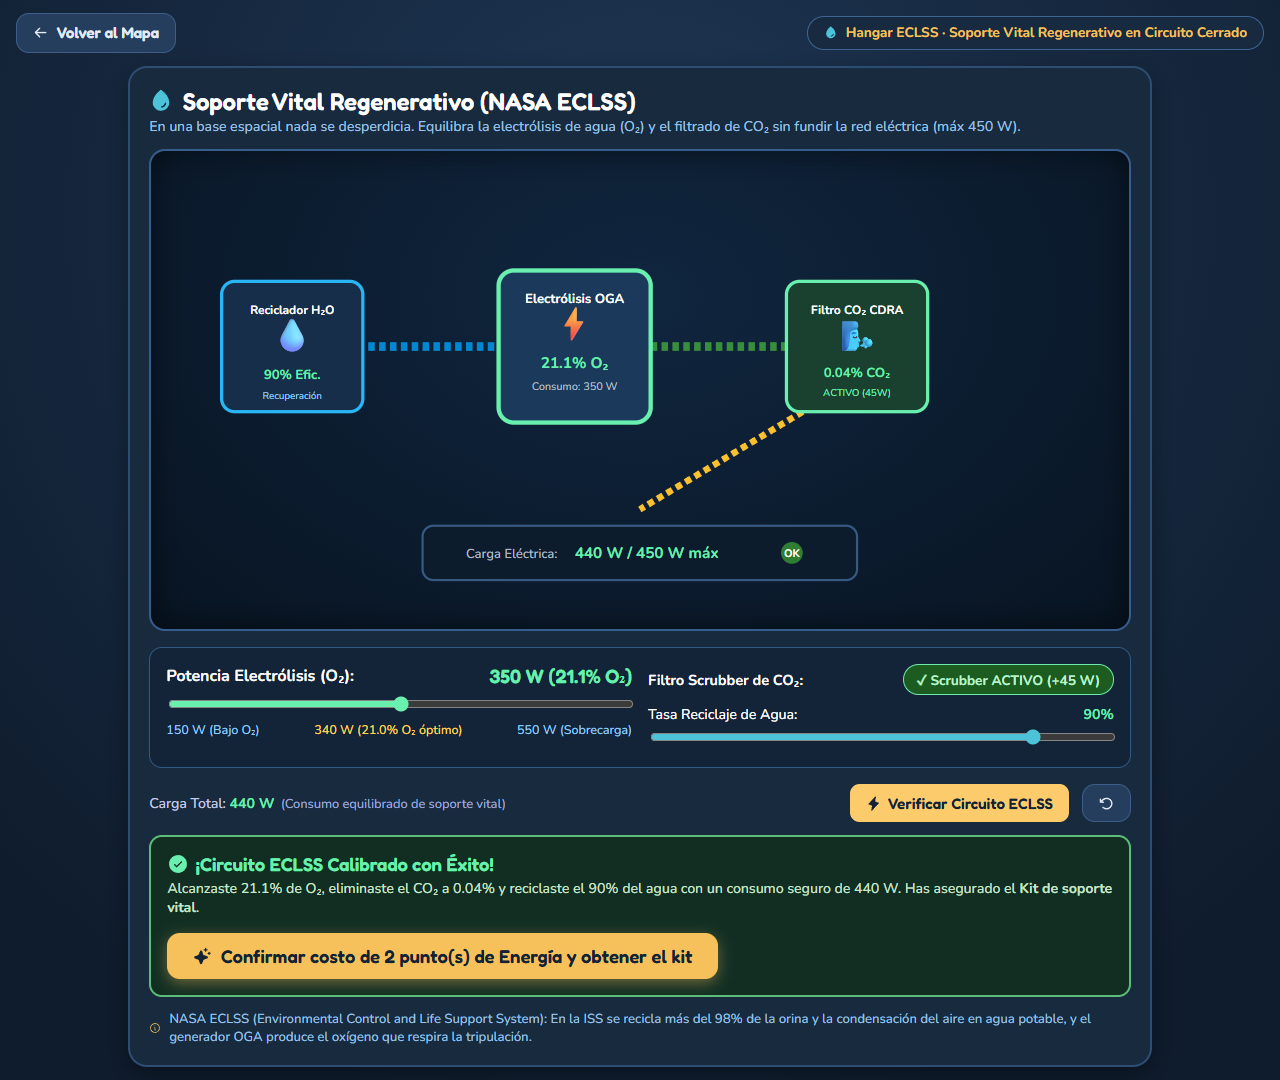 Volver al Mapa
Hangar ECLSS · Soporte Vital Regenerativo en Circuito Cerrado
Soporte Vital Regenerativo (NASA ECLSS)
En una base espacial nada se desperdicia. Equilibra la electrólisis de agua (O₂) y el filtrado de CO₂ sin fundir la red eléctrica (máx 450 W).
Reciclador H₂O
90% Efic.
Recuperación
Electrólisis OGA
21.1% O₂
Consumo: 350 W
Filtro CO₂ CDRA
0.04% CO₂
ACTIVO (45W)
Carga Eléctrica: 440 W / 450 W máx OK
Potencia Electrólisis (O₂): 350 W (21.1% O₂)
150 W (Bajo O₂) 340 W (21.0% O₂ óptimo) 550 W (Sobrecarga)
Filtro Scrubber de CO₂: ✓ Scrubber ACTIVO (+45 W)
Tasa Reciclaje de Agua: 90%
Carga Total: 440 W (Consumo equilibrado de soporte vital)
Verificar Circuito ECLSS
¡Circuito ECLSS Calibrado con Éxito!
Alcanzaste 21.1% de O₂, eliminaste el CO₂ a 0.04% y reciclaste el 90% del agua con un consumo seguro de 440 W. Has asegurado el Kit de soporte
vital.
Confirmar costo de 2 punto(s) de Energía y obtener el kit
NASA ECLSS (Environmental Control and Life Support System): En la ISS se recicla más del 98% de la orina y la condensación del aire en agua potable, y el
generador OGA produce el oxígeno que respira la tripulación.